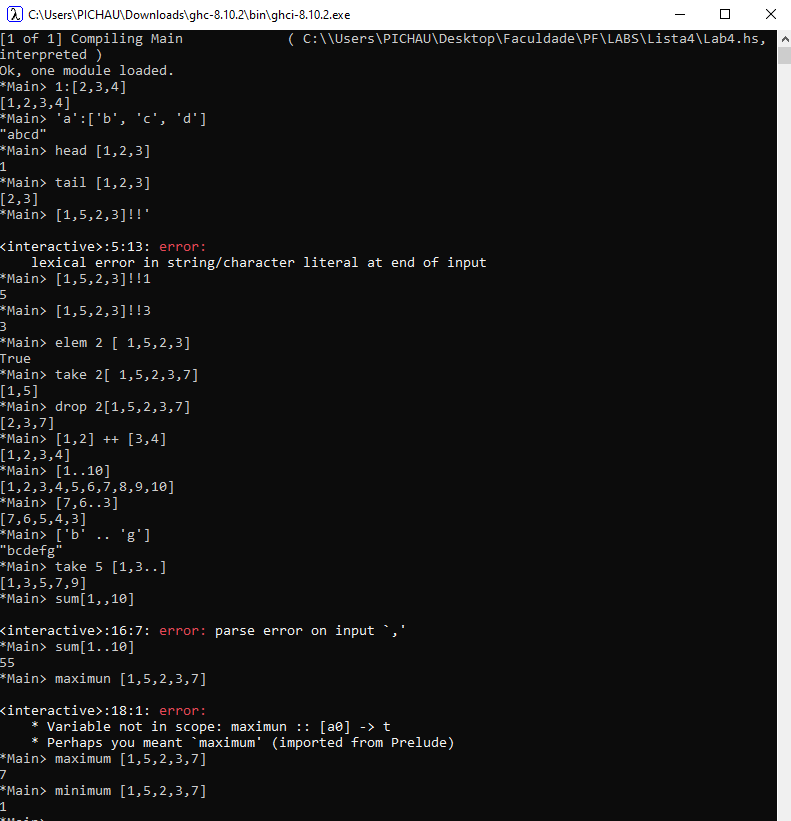 C:\Users\PICHAU\Downloads\ghc-8.10.2\bin\ghci-8.10.2.exe
[1 of 1] Compiling Main             ( C:\\Users\PICHAU\Desktop\Faculdade\PF\LABS\Lista4\Lab4.hs,
interpreted )
Ok, one module loaded.
*Main> 1:[2,3,4]
[1,2,3,4]
*Main> 'a':['b', 'c', 'd']
"abcd"
*Main> head [1,2,3]
1
*Main> tail [1,2,3]
[2,3]
*Main> [1,5,2,3]!!'
<interactive>:5:13: error:
    lexical error in string/character literal at end of input
*Main> [1,5,2,3]!!1
5
*Main> [1,5,2,3]!!3
3
*Main> elem 2 [ 1,5,2,3]
True
*Main> take 2[ 1,5,2,3,7]
[1,5]
*Main> drop 2[1,5,2,3,7]
[2,3,7]
*Main> [1,2] ++ [3,4]
[1,2,3,4]
*Main> [1..10]
[1,2,3,4,5,6,7,8,9,10]
*Main> [7,6..3]
[7,6,5,4,3]
*Main> ['b' .. 'g']
"bcdefg"
*Main> take 5 [1,3..]
[1,3,5,7,9]
*Main> sum[1,,10]
<interactive>:16:7: error: parse error on input `,'
*Main> sum[1..10]
55
*Main> maximun [1,5,2,3,7]
<interactive>:18:1: error:
    * Variable not in scope: maximun :: [a0] -> t
    * Perhaps you meant `maximum' (imported from Prelude)
*Main> maximum [1,5,2,3,7]
7
*Main> minimum [1,5,2,3,7]
1
*Main>